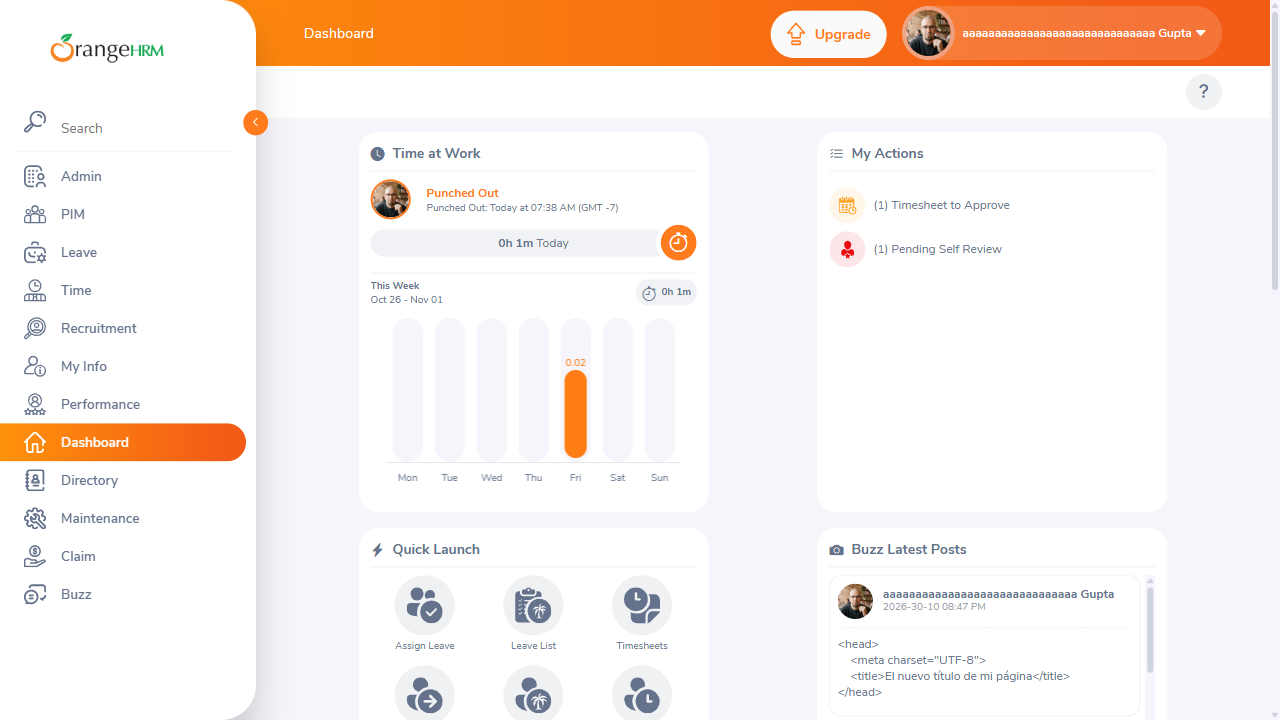 OrangeHRM
Dashboard
Upgrade
aaaaaaaaaaaaaaaaaaaaaaaaaaaaaaa Gupta
?
Search
Admin
PIM
Leave
Time
Recruitment
My Info
Performance
Dashboard
Directory
Maintenance
Claim
Buzz
Time at Work
Punched Out
Punched Out: Today at 07:38 AM (GMT -7)
0h 1m Today
This Week
Oct 26 - Nov 01
0h 1m
0.02
Mon Tue Wed Thu Fri Sat Sun
My Actions
(1) Timesheet to Approve
(1) Pending Self Review
Quick Launch
Assign Leave
Leave List
Timesheets
Buzz Latest Posts
aaaaaaaaaaaaaaaaaaaaaaaaaaaaaaa Gupta
2026-30-10 08:47 PM
<head>
<meta charset="UTF-8">
<title>El nuevo título de mi página</title>
</head>